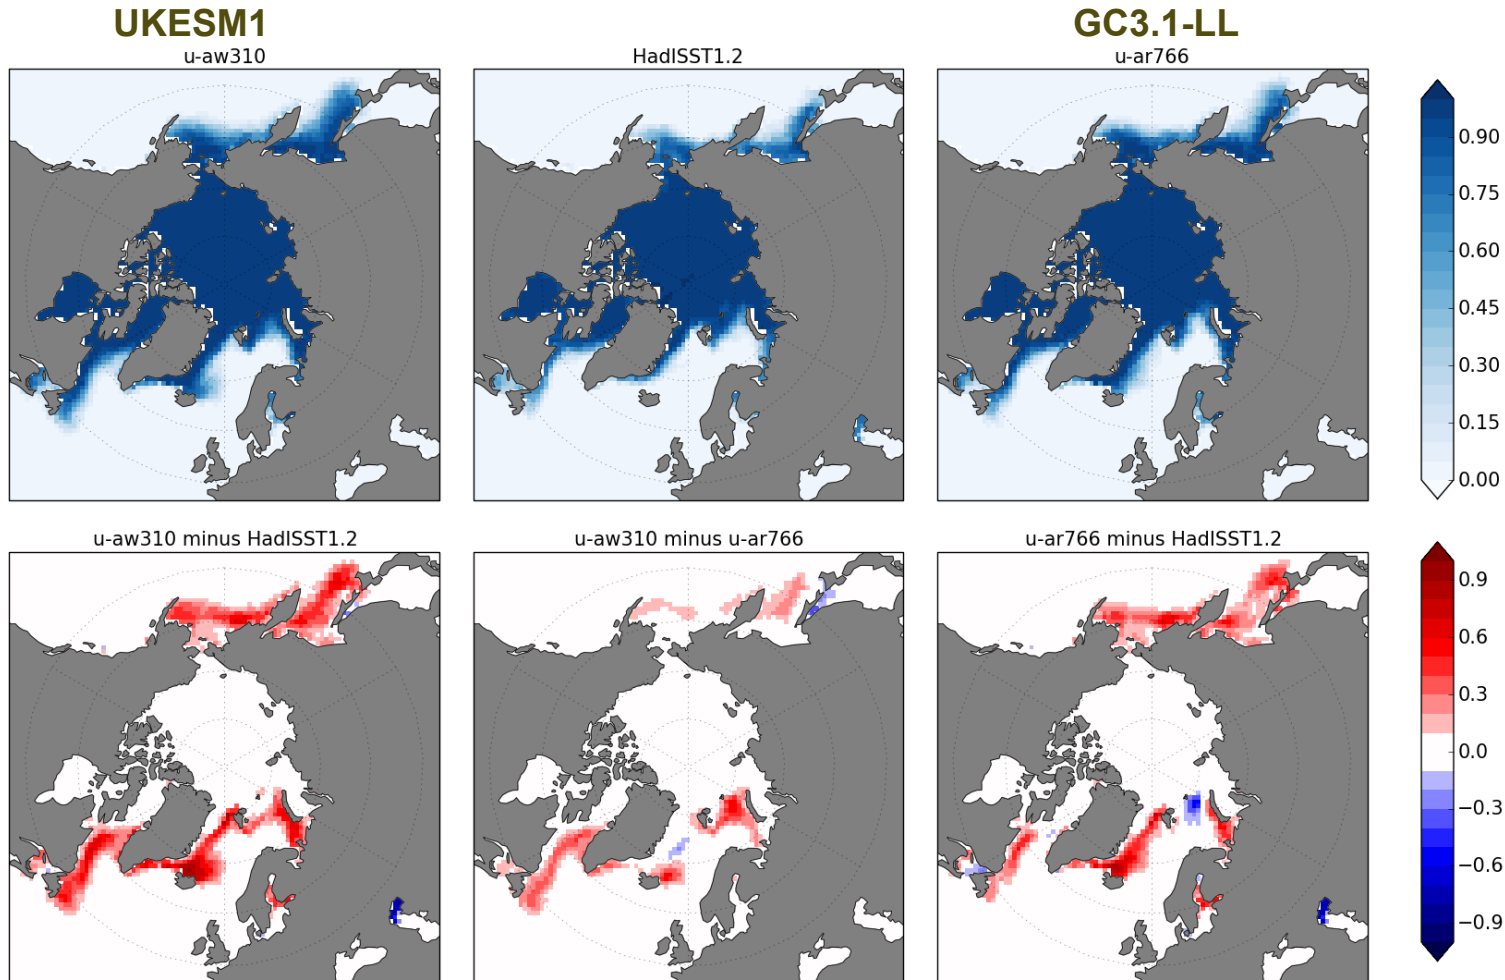 UKESM1
GC3.1-LL
u-aw310
HadISST1.2
u-ar766
0.90
0.75
0.60
0.45
0.30
0.15
0.00
u-aw310 minus HadISST1.2
u-aw310 minus u-ar766
u-ar766 minus HadISST1.2
0.9
0.6
0.3
0.0
−0.3
−0.6
−0.9